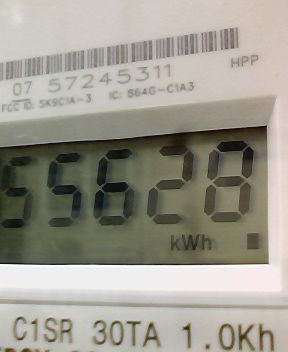 HPP
07 57245311
FCC ID: SK9C1A-3 IC: 864G-C1A3
55628
kWh
C1SR 30TA 1.0Kh